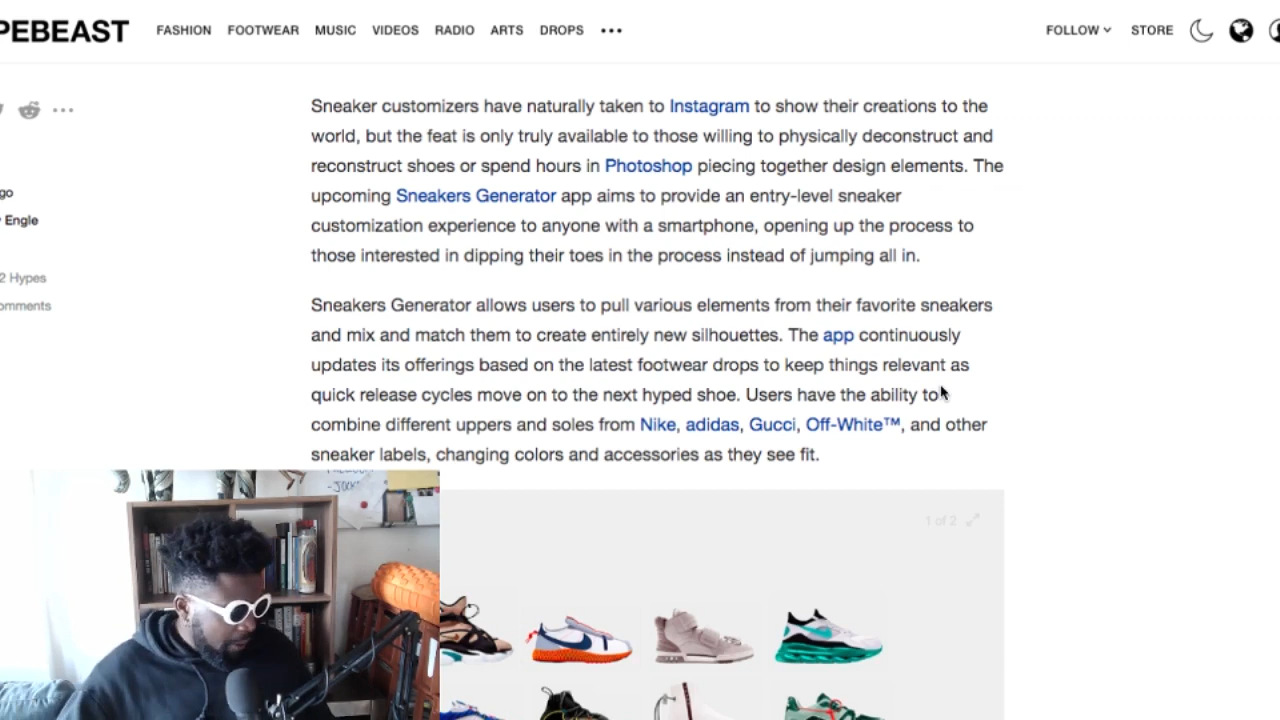 PEBEAST FASHION FOOTWEAR MUSIC VIDEOS RADIO ARTS DROPS ••• FOLLOW STORE
go
Engle
2 Hypes
omments
Sneaker customizers have naturally taken to Instagram to show their creations to the
world, but the feat is only truly available to those willing to physically deconstruct and
reconstruct shoes or spend hours in Photoshop piecing together design elements. The
upcoming Sneakers Generator app aims to provide an entry-level sneaker
customization experience to anyone with a smartphone, opening up the process to
those interested in dipping their toes in the process instead of jumping all in.
Sneakers Generator allows users to pull various elements from their favorite sneakers
and mix and match them to create entirely new silhouettes. The app continuously
updates its offerings based on the latest footwear drops to keep things relevant as
quick release cycles move on to the next hyped shoe. Users have the ability to
combine different uppers and soles from Nike, adidas, Gucci, Off-White™, and other
sneaker labels, changing colors and accessories as they see fit.
1 of 2